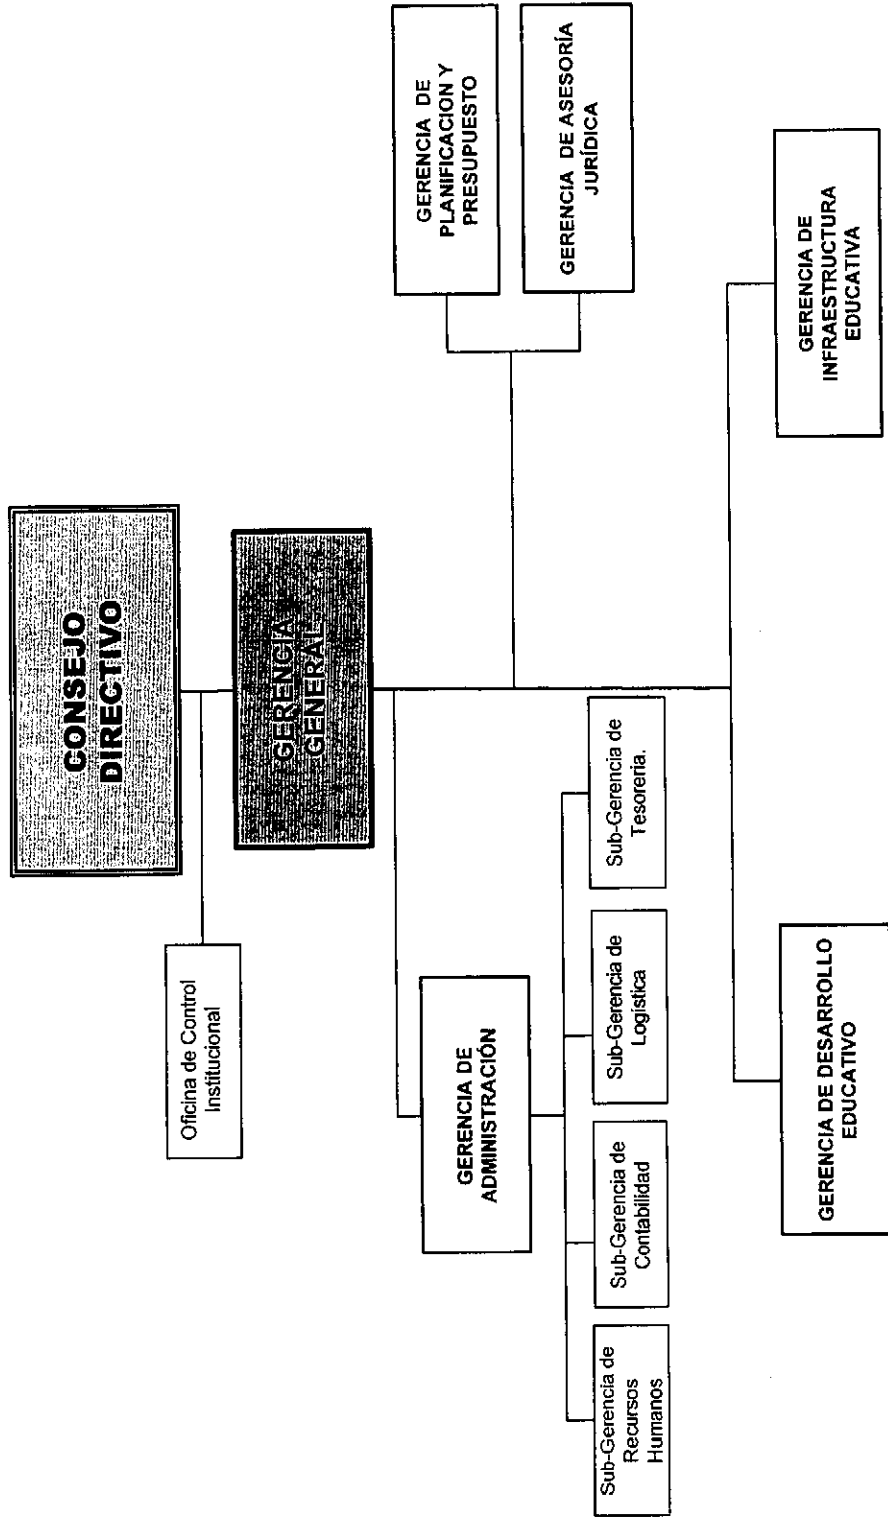 CONSEJO
DIRECTIVO
Oficina de Control
Institucional
GERENCIA
GENERAL
GERENCIA DE
ADMINISTRACIÓN
GERENCIA DE
PLANIFICACION Y
PRESUPUESTO
GERENCIA DE ASESORÍA
JURÍDICA
Sub-Gerencia de
Recursos
Humanos
Sub-Gerencia de
Contabilidad
Sub-Gerencia de
Logística
Sub-Gerencia de
Tesoreria.
GERENCIA DE DESARROLLO
EDUCATIVO
GERENCIA DE
INFRAESTRUCTURA
EDUCATIVA